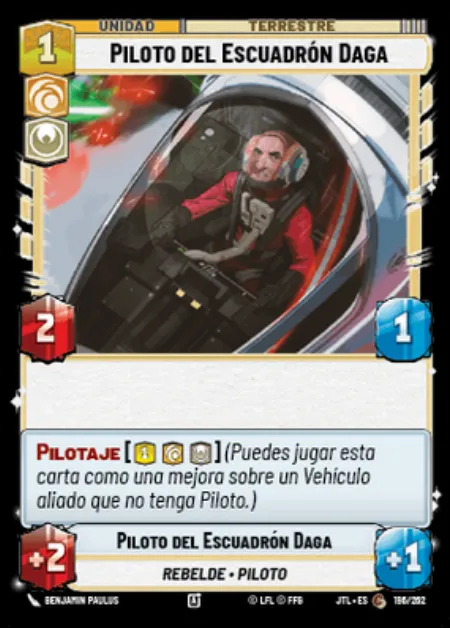 UNIDAD
TERRESTRE
1
PILOTO DEL ESCUADRÓN DAGA
2
1
PILOTAJE [1] (Puedes jugar esta
carta como una mejora sobre un Vehículo
aliado que no tenga Piloto.)
PILOTO DEL ESCUADRÓN DAGA
+2
+1
REBELDE • PILOTO
BENJAMIN PAULUS
A
© LFL © FFG
JTL • ES
C
196/262